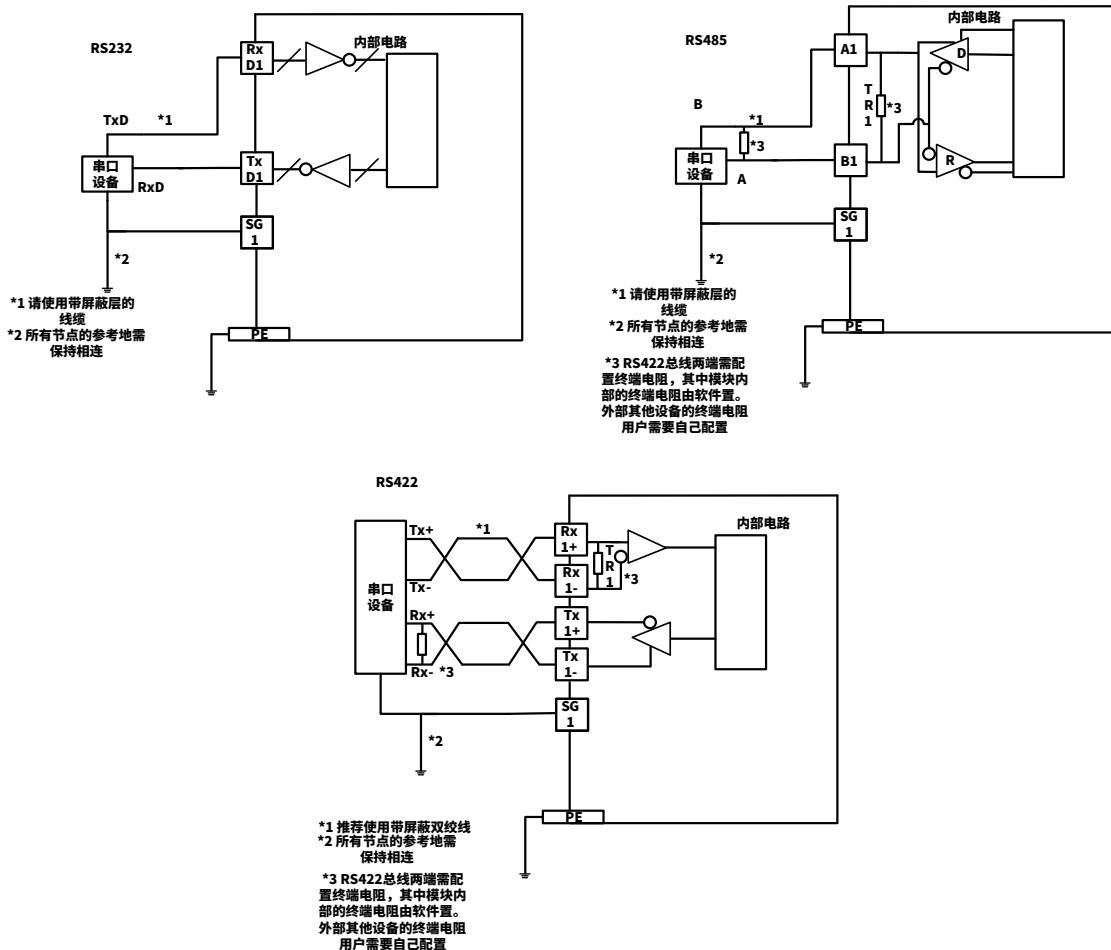 RS232
Rx
D1
内部电路
TxD
*1
Tx
D1
串口
设备
RxD
SG
1
*2
*1 请使用带屏蔽层的
线缆
*2 所有节点的参考地需
保持相连
PE
RS485
内部电路
A1
D
T
R
1
*3
B
*1
*3
串口
设备
A
B1
R
SG
1
*2
*1 请使用带屏蔽层的
线缆
*2 所有节点的参考地需
保持相连
PE
*3 RS422总线两端需配
置终端电阻，其中模块内
部的终端电阻由软件置。
外部其他设备的终端电阻
用户需要自己配置
RS422
Tx+
*1
Rx
1+
内部电路
T
R
1
*3
Tx-
Rx
1-
串口
设备
Rx+
Tx
1+
Rx-
*3
Tx
1-
SG
1
*2
PE
*1 推荐使用带屏蔽双绞线
*2 所有节点的参考地需
保持相连
*3 RS422总线两端需配
置终端电阻，其中模块内
部的终端电阻由软件置。
外部其他设备的终端电阻
用户需要自己配置